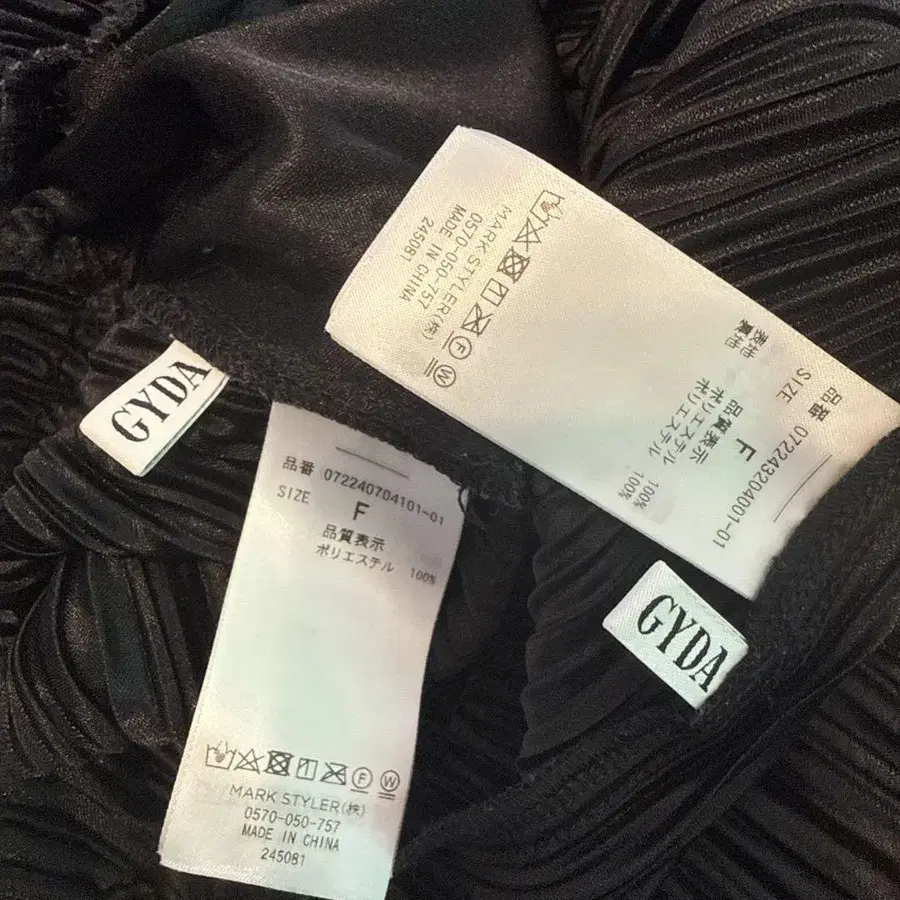 GYDA
品番 072240704101-01
SIZE F
品質表示
ポリエステル 100%
F W
MARK STYLER(株)
0570-050-757
MADE IN CHINA
245081
品番 072243204001-01
SIZE F
品質表示
表地 ポリエステル 100%
裏地 ポリエステル 100%
F W
MARK STYLER(株)
0570-050-757
MADE IN CHINA
245081
GYDA